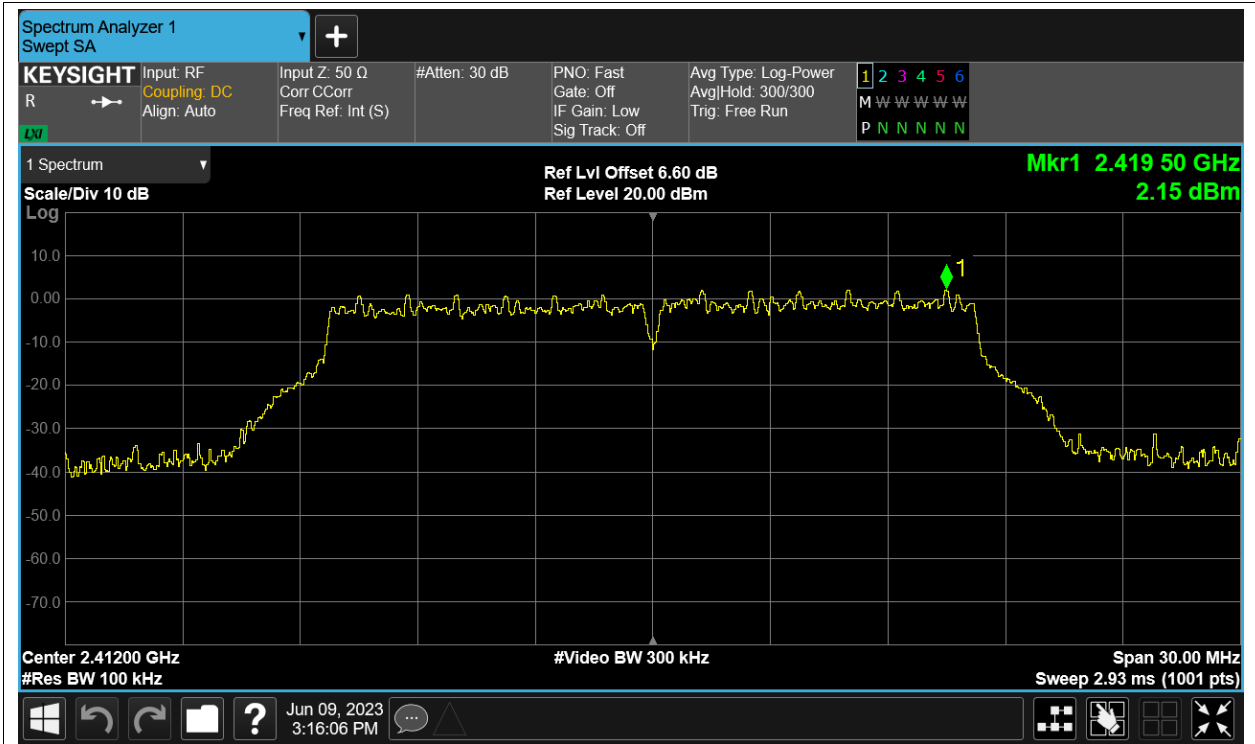 Spectrum Analyzer 1
Swept SA
KEYSIGHT
R
LXI
Input: RF
Coupling: DC
Align: Auto
Input Z: 50 Ω
Corr CCorr
Freq Ref: Int (S)
#Atten: 30 dB
PNO: Fast
Gate: Off
IF Gain: Low
Sig Track: Off
Avg Type: Log-Power
Avg|Hold: 300/300
Trig: Free Run
1 2 3 4 5 6
M W W W W W
P N N N N N
1 Spectrum
Scale/Div 10 dB
Log
Ref Lvl Offset 6.60 dB
Ref Level 20.00 dBm
Mkr1 2.419 50 GHz
2.15 dBm
1
10.0
0.00
-10.0
-20.0
-30.0
-40.0
-50.0
-60.0
-70.0
Center 2.41200 GHz
#Res BW 100 kHz
#Video BW 300 kHz
Span 30.00 MHz
Sweep 2.93 ms (1001 pts)
?
Jun 09, 2023
3:16:06 PM